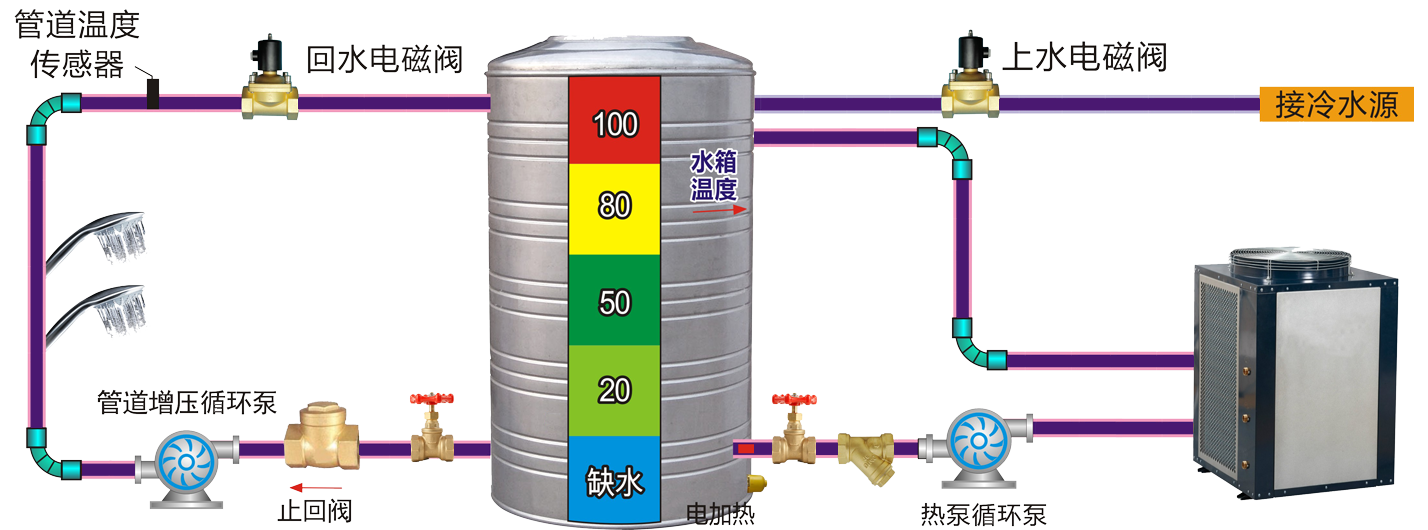 管道温度
传感器
回水电磁阀
上水电磁阀
接冷水源
100
水箱
温度
80
50
20
管道增压循环泵
缺水
止回阀
电加热
热泵循环泵